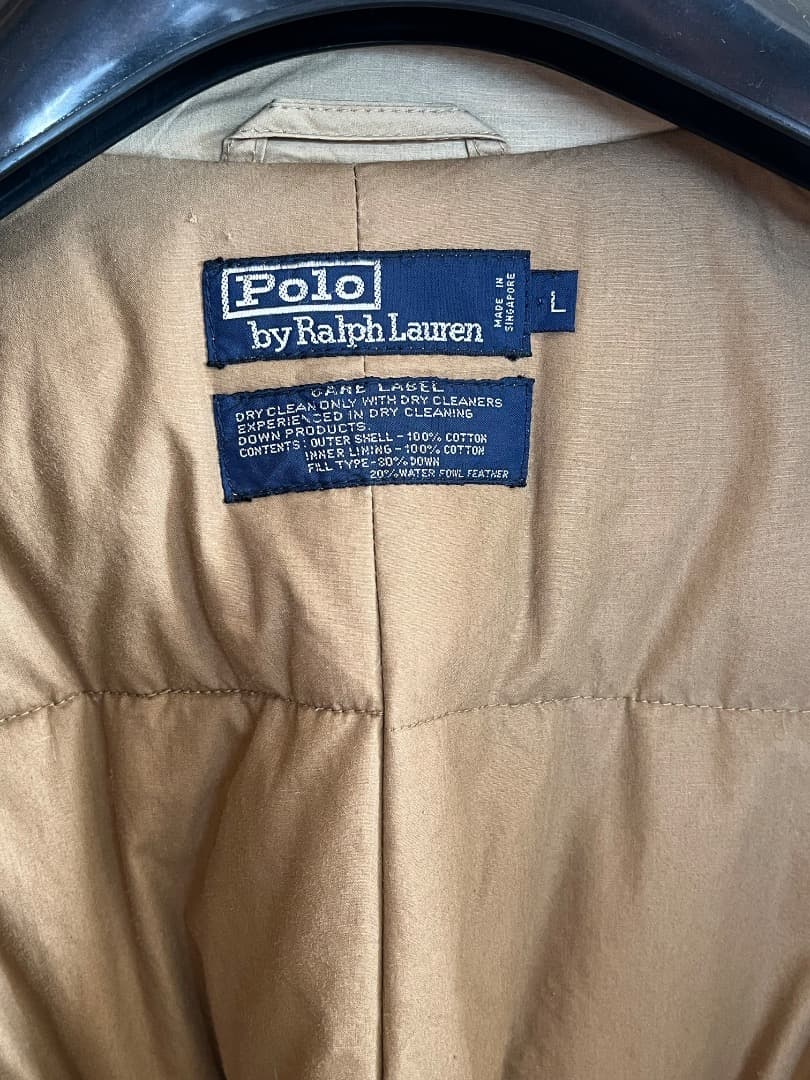 Polo
by Ralph Lauren
MADE IN
SINGAPORE
L
CARE LABEL
DRY CLEAN ONLY WITH DRY CLEANERS
EXPERIENCED IN DRY CLEANING
DOWN PRODUCTS.
CONTENTS: OUTER SHELL - 100% COTTON
INNER LINING - 100% COTTON
FILL TYPE - 80% DOWN
20% WATER FOWL FEATHER